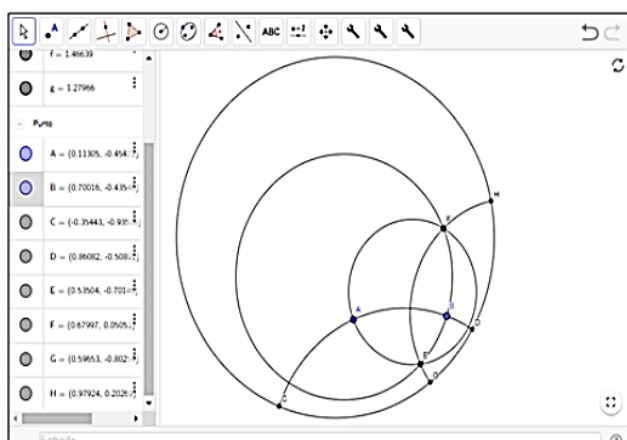 ABC
a=2
f = 1.46639
g = 1.27966
Punto
A = (0.11305, -0.454
B = (0.70016, -0.435
C = (-0.35443, -0.935
D = (0.86082, -0.508
E = (0.53504, -0.701
F = (0.67997, 0.0505
G = (0.59653, -0.802
H = (0.97924, 0.2026
H
F
A
B
D
E
G
C
Entrada